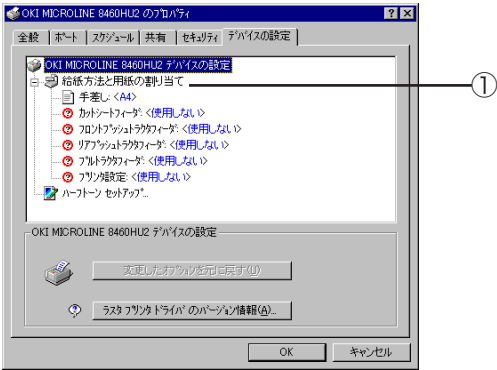 OKI MICROLINE 8460HU2 のﾌﾟﾛﾊﾟﾃｨ
全般 ﾎﾟｰﾄ ｽｹｼﾞｭｰﾙ 共有 ｾｷｭﾘﾃｨ ﾃﾞﾊﾞｲｽの設定
OKI MICROLINE 8460HU2 ﾃﾞﾊﾞｲｽの設定
給紙方法と用紙の割り当て
①
手差し: <A4>
ｶｯﾄｼｰﾄﾌｨｰﾀﾞ: <使用しない>
ﾌﾛﾝﾄﾌﾟｯｼｭﾄﾗｸﾀﾌｨｰﾀﾞ: <使用しない>
ﾘｱﾌﾟｯｼｭﾄﾗｸﾀﾌｨｰﾀﾞ: <使用しない>
ﾌﾟﾙﾄﾗｸﾀﾌｨｰﾀﾞ: <使用しない>
ﾌﾟﾘﾝﾀ設定: <使用しない>
ﾊｰﾌﾄｰﾝ ｾｯﾄｱｯﾌﾟ...
OKI MICROLINE 8460HU2 ﾃﾞﾊﾞｲｽの設定
変更したｵﾌﾟｼｮﾝを元に戻す(U)
ﾗｽﾀ ﾌﾟﾘﾝﾀ ﾄﾞﾗｲﾊﾞ のﾊﾞｰｼﾞｮﾝ情報(A)...
OK ｷｬﾝｾﾙ